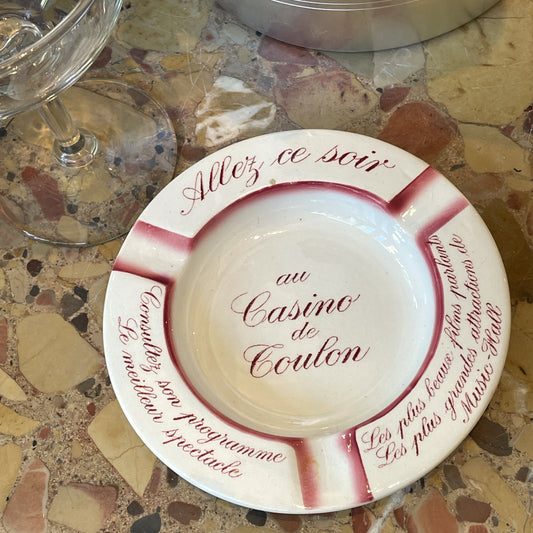 Allez ce soir
au
Casino
de
Toulon
Les plus beaux films parlants
Les plus grandes attractions de
Music-Hall
Consultez son programme
Le meilleur spectacle